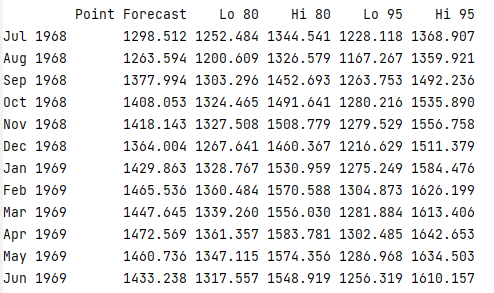 Point Forecast Lo 80 Hi 80 Lo 95 Hi 95
Jul 1968 1298.512 1252.484 1344.541 1228.118 1368.907
Aug 1968 1263.594 1200.609 1326.579 1167.267 1359.921
Sep 1968 1377.994 1303.296 1452.693 1263.753 1492.236
Oct 1968 1408.053 1324.465 1491.641 1280.216 1535.890
Nov 1968 1418.143 1327.508 1508.779 1279.529 1556.758
Dec 1968 1364.004 1267.641 1460.367 1216.629 1511.379
Jan 1969 1429.863 1328.767 1530.959 1275.249 1584.476
Feb 1969 1465.536 1360.484 1570.588 1304.873 1626.199
Mar 1969 1447.645 1339.260 1556.030 1281.884 1613.406
Apr 1969 1472.569 1361.357 1583.781 1302.485 1642.653
May 1969 1460.736 1347.115 1574.356 1286.968 1634.503
Jun 1969 1433.238 1317.557 1548.919 1256.319 1610.157